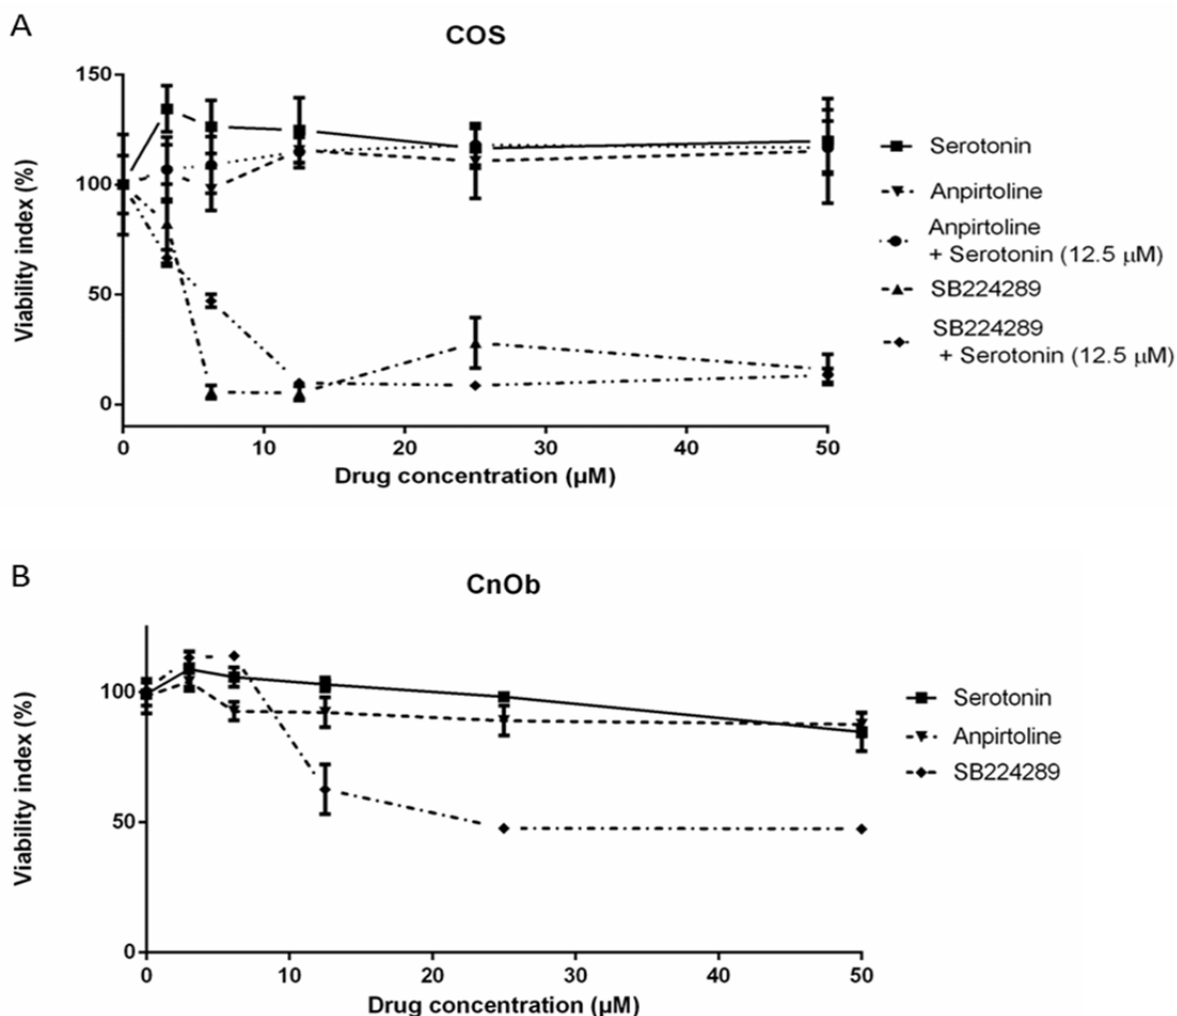 A
COS
150
100
50
0
Viability index (%)
0 10 20 30 40 50
Drug concentration (µM)
Serotonin
Anpirtoline
Anpirtoline
+ Serotonin (12.5 µM)
SB224289
SB224289
+ Serotonin (12.5 µM)
B
CnOb
100
50
0
Viability index (%)
0 10 20 30 40 50
Drug concentration (µM)
Serotonin
Anpirtoline
SB224289